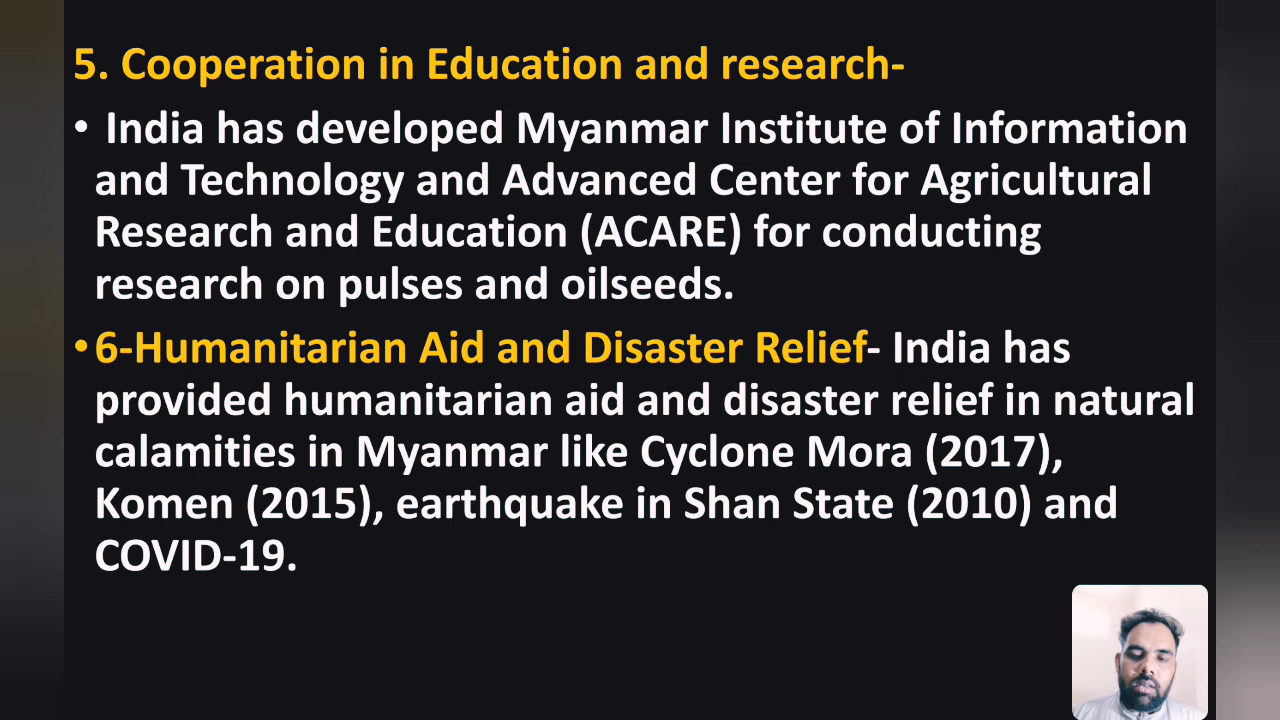 5. Cooperation in Education and research-
• India has developed Myanmar Institute of Information
and Technology and Advanced Center for Agricultural
Research and Education (ACARE) for conducting
research on pulses and oilseeds.
•6-Humanitarian Aid and Disaster Relief- India has
provided humanitarian aid and disaster relief in natural
calamities in Myanmar like Cyclone Mora (2017),
Komen (2015), earthquake in Shan State (2010) and
COVID-19.